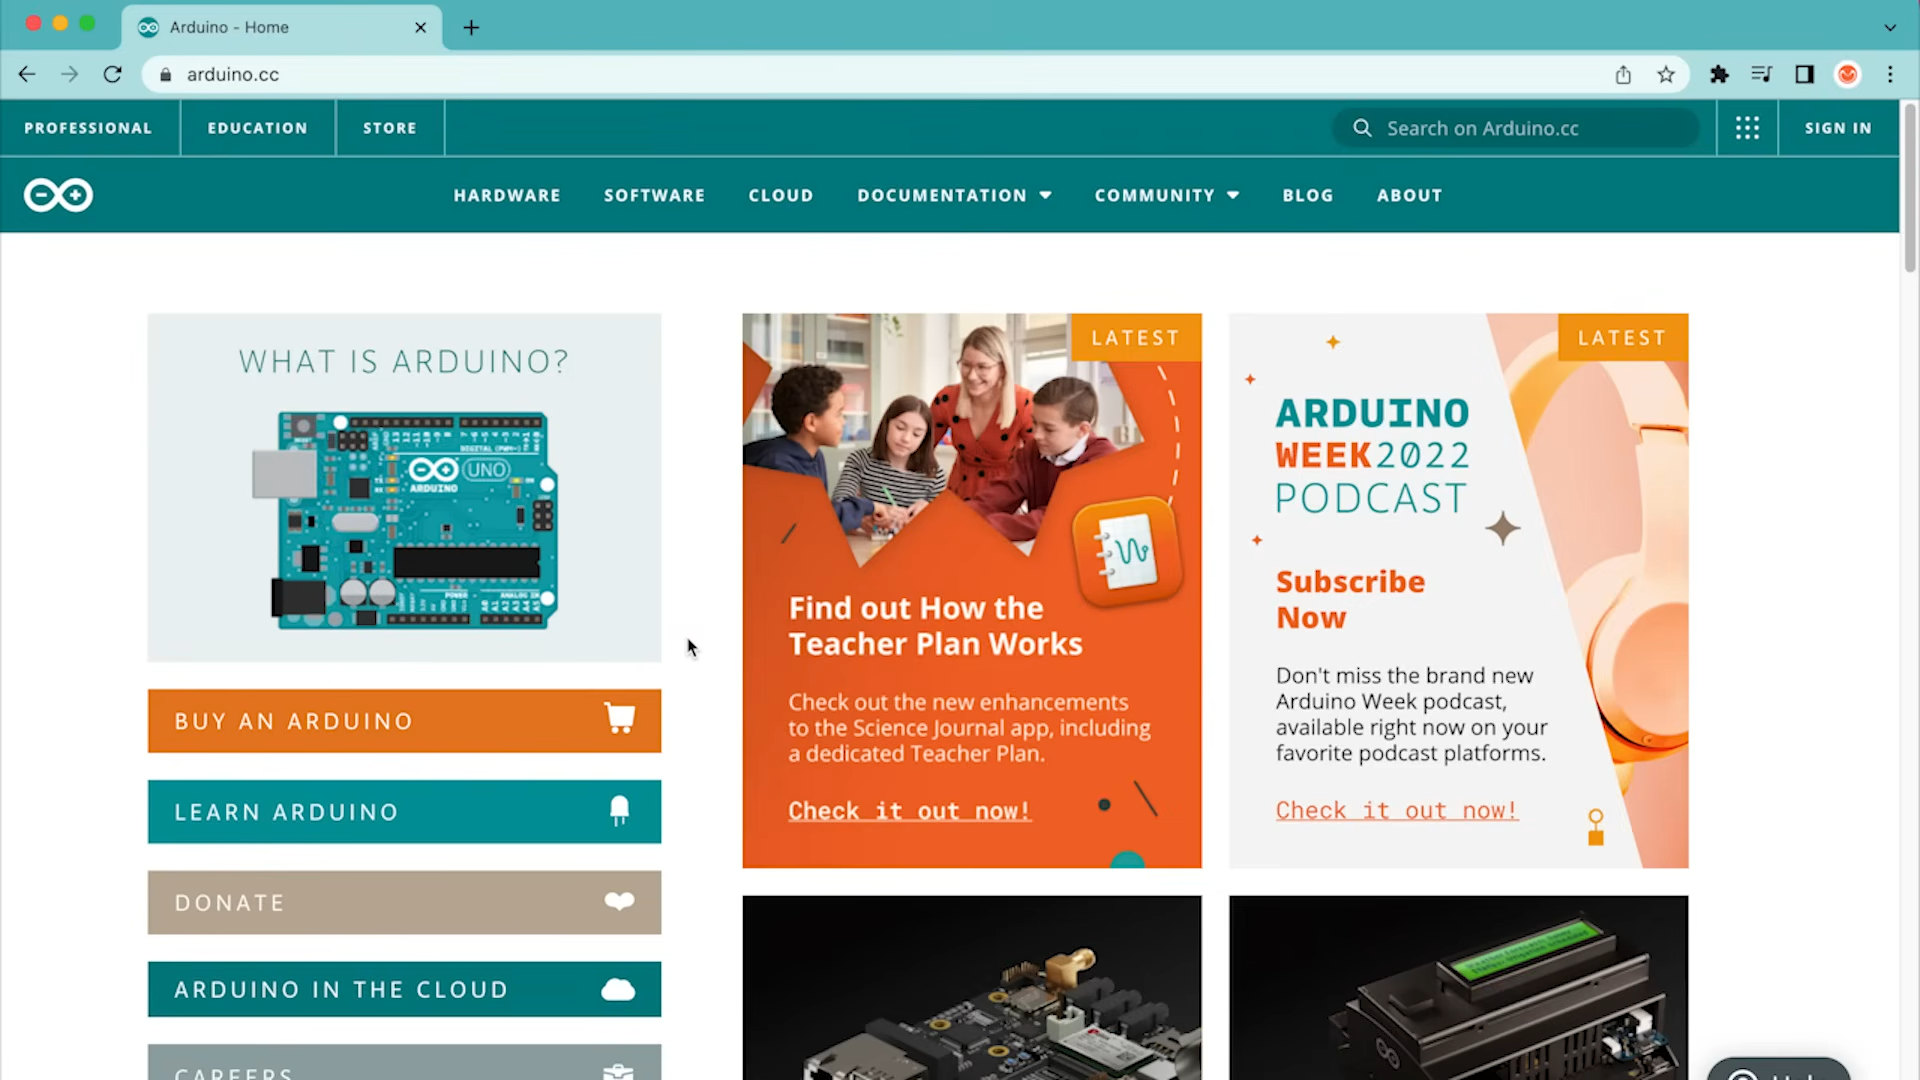 Arduino - Home
arduino.cc
PROFESSIONAL
EDUCATION
STORE
Search on Arduino.cc
SIGN IN
HARDWARE
SOFTWARE
CLOUD
DOCUMENTATION
COMMUNITY
BLOG
ABOUT
WHAT IS ARDUINO?
UNO
ARDUINO
BUY AN ARDUINO
LEARN ARDUINO
DONATE
ARDUINO IN THE CLOUD
CAREERS
LATEST
Find out How the
Teacher Plan Works
Check out the new enhancements
to the Science Journal app, including
a dedicated Teacher Plan.
Check it out now!
LATEST
ARDUINO
WEEK 2022
PODCAST
Subscribe
Now
Don't miss the brand new
Arduino Week podcast,
available right now on your
favorite podcast platforms.
Check it out now!